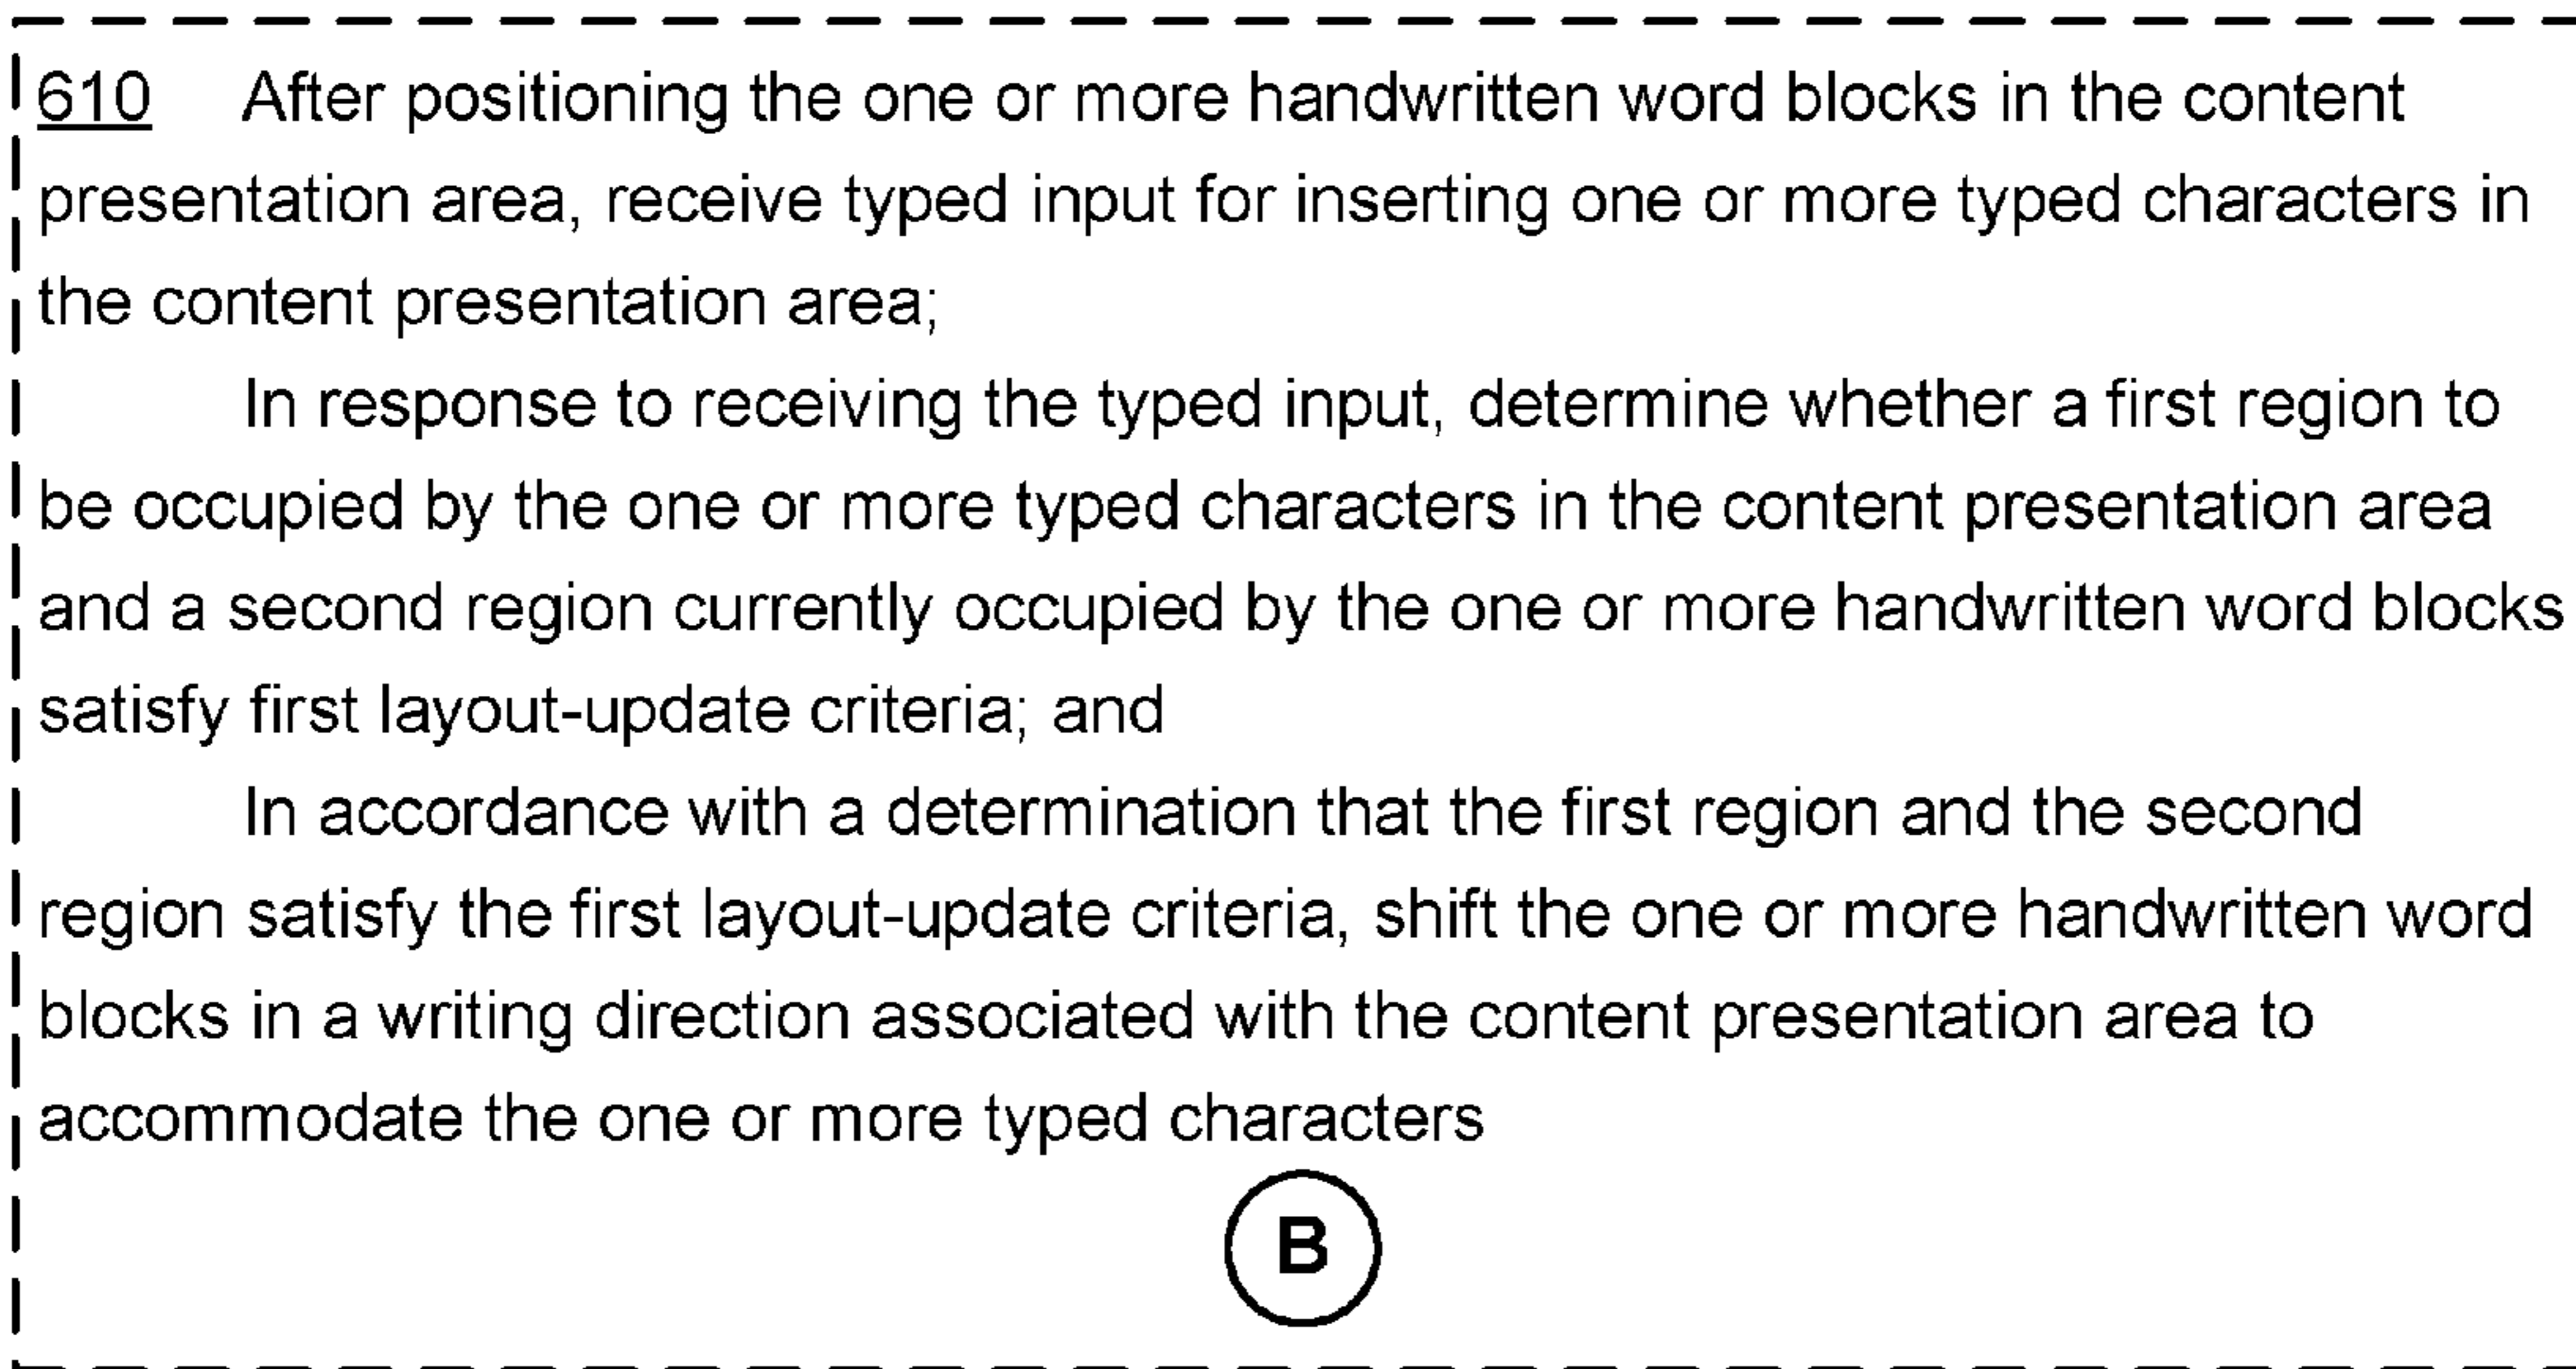 610 After positioning the one or more handwritten word blocks in the content
presentation area, receive typed input for inserting one or more typed characters in
the content presentation area;
In response to receiving the typed input, determine whether a first region to
be occupied by the one or more typed characters in the content presentation area
and a second region currently occupied by the one or more handwritten word blocks
satisfy first layout-update criteria; and
In accordance with a determination that the first region and the second
region satisfy the first layout-update criteria, shift the one or more handwritten word
blocks in a writing direction associated with the content presentation area to
accommodate the one or more typed characters
B